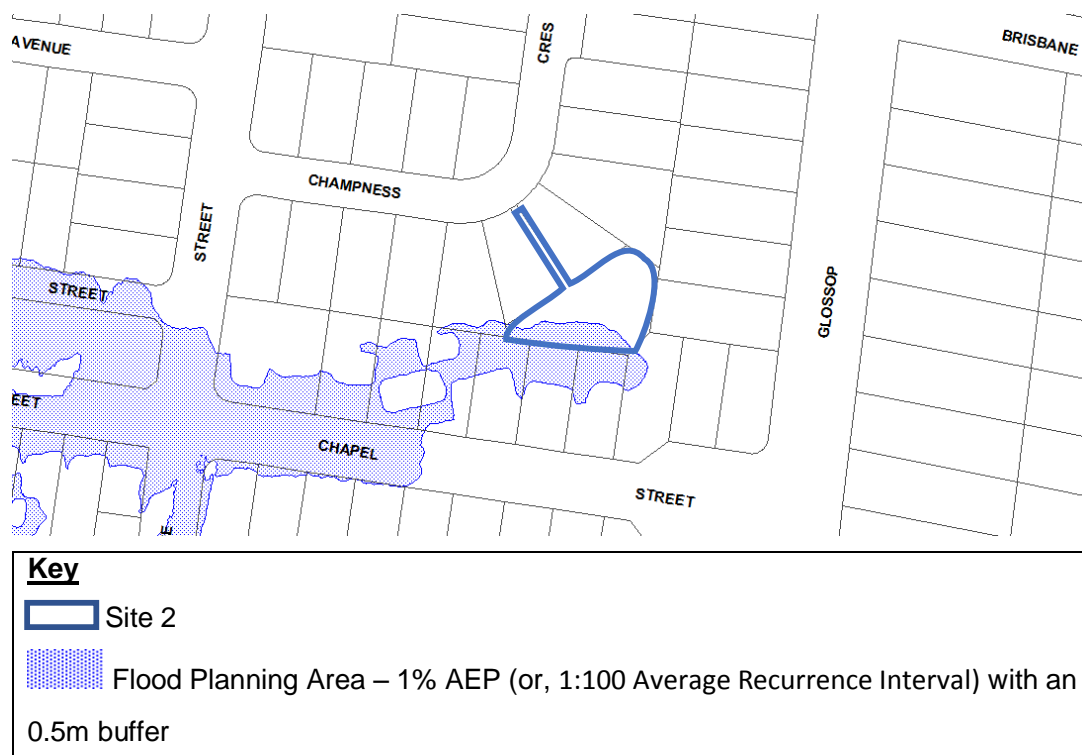 AVENUE
CRES
BRISBANE
CHAMPNESS
STREET
STREET
GLOSSOP
EET
CHAPEL
STREET
E
Key
Site 2
Flood Planning Area – 1% AEP (or, 1:100 Average Recurrence Interval) with an
0.5m buffer